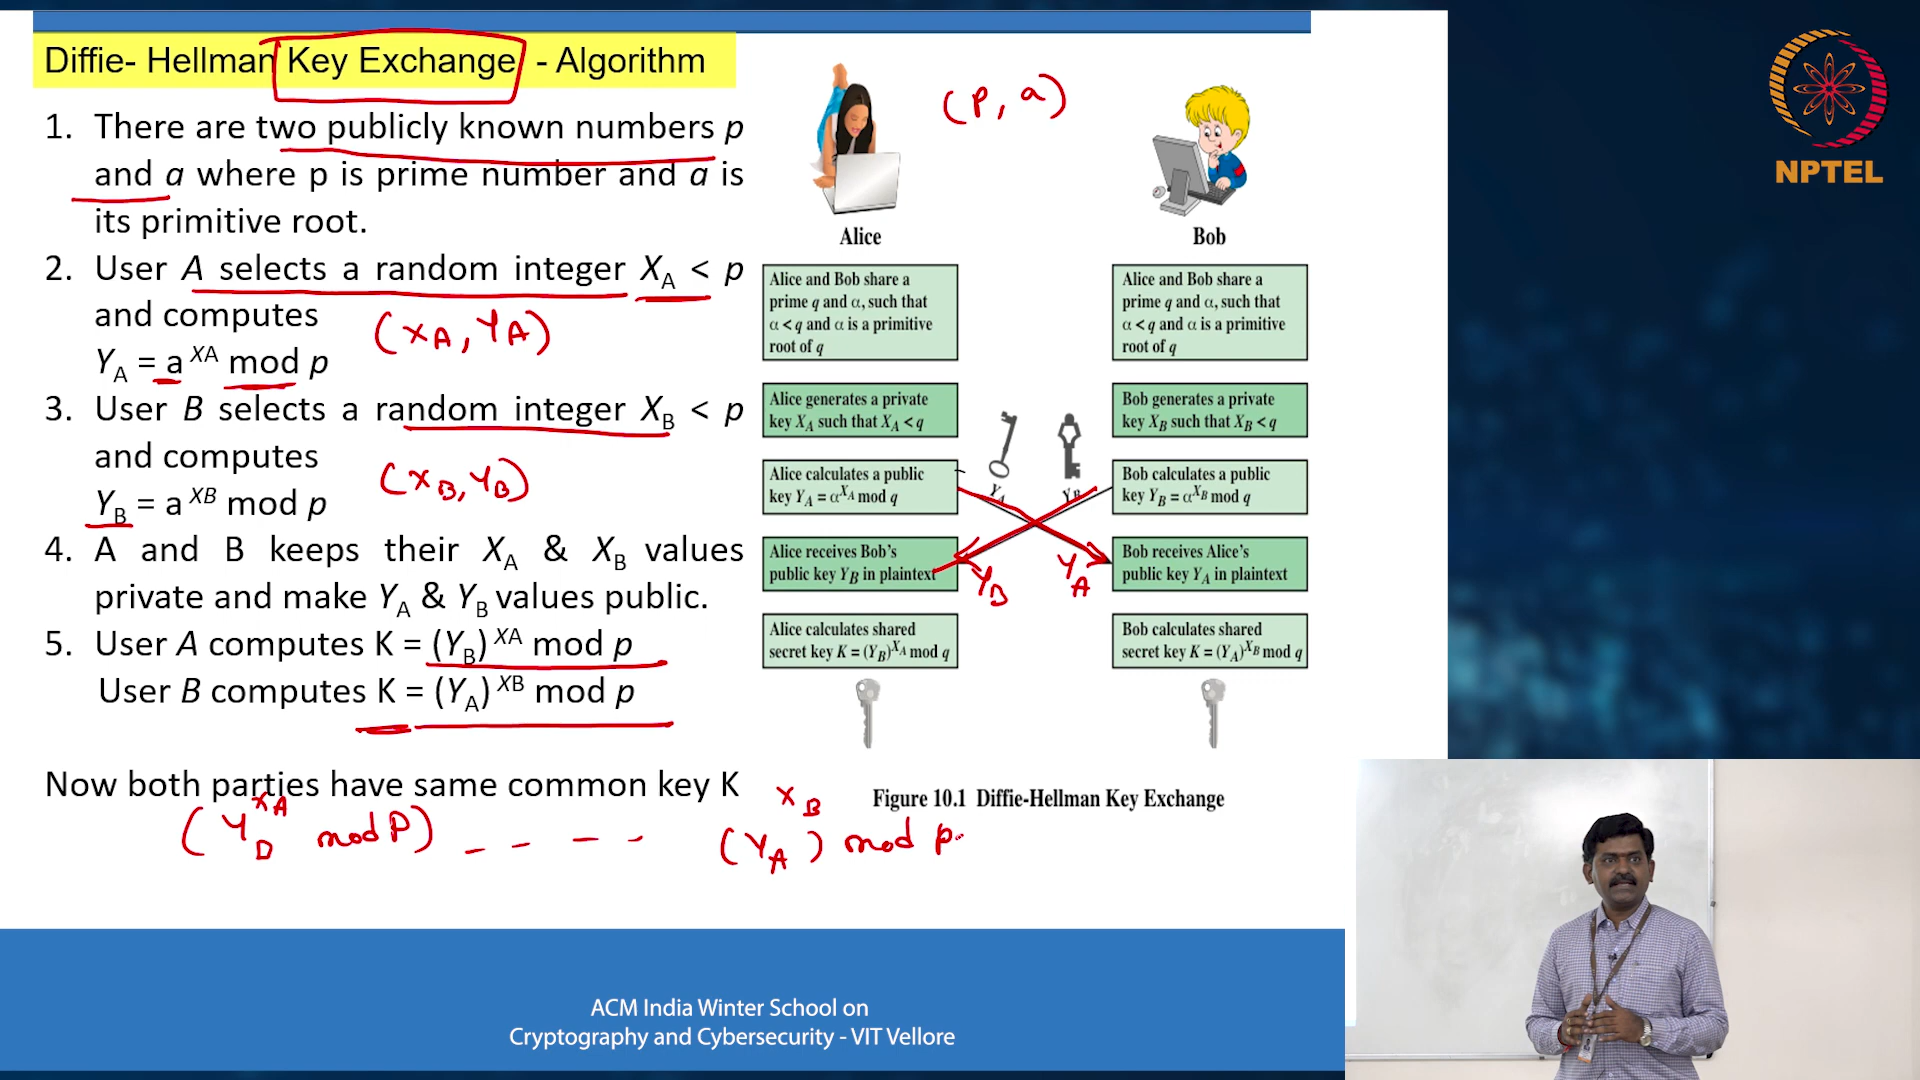 Diffie- Hellman Key Exchange - Algorithm
1. There are two publicly known numbers p
and a where p is prime number and a is
its primitive root.
2. User A selects a random integer XA < p
and computes
(XA, YA)
YA = a XA mod p
3. User B selects a random integer XB < p
and computes
(XB, YB)
YB = a XB mod p
4. A and B keeps their XA & XB values
private and make YA & YB values public.
5. User A computes K = (YB) XA mod p
User B computes K = (YA) XB mod p
Now both parties have same common key K
(YB XA mod P) - - - - (YA) XB mod p
(P, a)
Alice
Alice and Bob share a
prime q and α, such that
α < q and α is a primitive
root of q
Alice generates a private
key XA such that XA < q
Alice calculates a public
key YA = αXA mod q
Alice receives Bob's
public key YB in plaintext
Alice calculates shared
secret key K = (YB)XA mod q
YA
YB
YB
YA
Bob
Alice and Bob share a
prime q and α, such that
α < q and α is a primitive
root of q
Bob generates a private
key XB such that XB < q
Bob calculates a public
key YB = αXB mod q
Bob receives Alice's
public key YA in plaintext
Bob calculates shared
secret key K = (YA)XB mod q
Figure 10.1 Diffie-Hellman Key Exchange
NPTEL
ACM India Winter School on
Cryptography and Cybersecurity - VIT Vellore